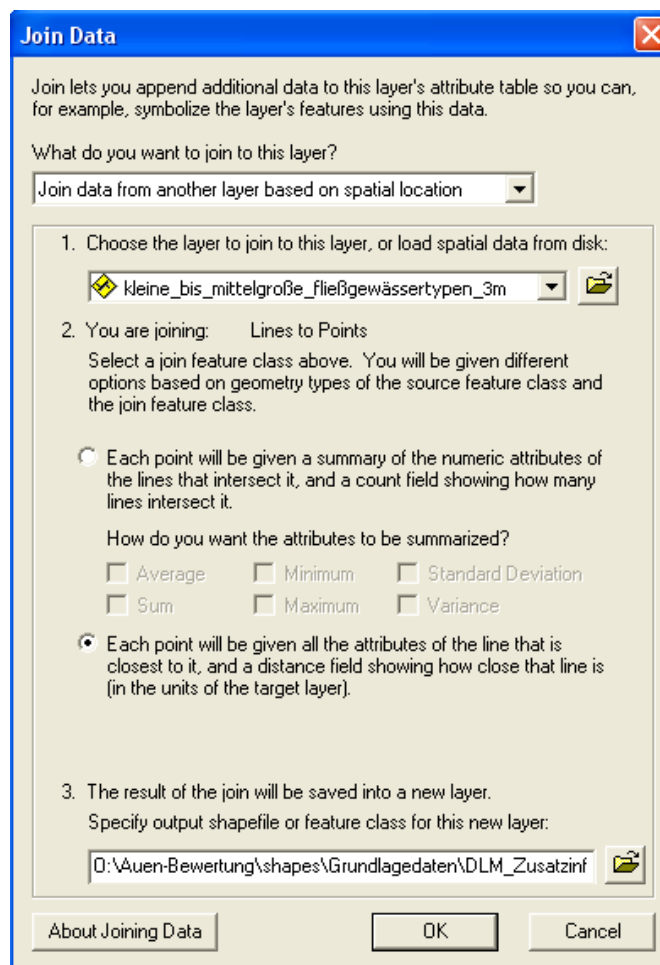 Join Data
Join lets you append additional data to this layer's attribute table so you can,
for example, symbolize the layer's features using this data.
What do you want to join to this layer?
Join data from another layer based on spatial location
1. Choose the layer to join to this layer, or load spatial data from disk:
kleine_bis_mittelgroße_fließgewässertypen_3m
2. You are joining: Lines to Points
Select a join feature class above. You will be given different
options based on geometry types of the source feature class and
the join feature class.
Each point will be given a summary of the numeric attributes of
the lines that intersect it, and a count field showing how many
lines intersect it.
How do you want the attributes to be summarized?
Average Minimum Standard Deviation
Sum Maximum Variance
Each point will be given all the attributes of the line that is
closest to it, and a distance field showing how close that line is
(in the units of the target layer).
3. The result of the join will be saved into a new layer.
Specify output shapefile or feature class for this new layer:
O:\Auen-Bewertung\shapes\Grundlagedaten\DLM_Zusatzinf
About Joining Data OK Cancel